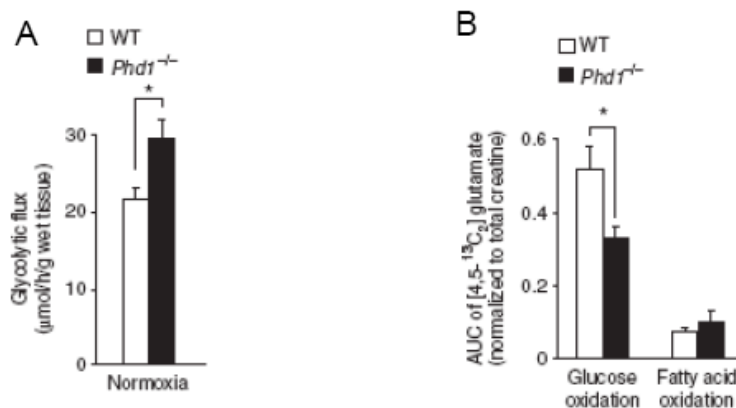 A
WT
Phd1⁻/⁻
*
Glycolytic flux
(μmol/h/g wet tissue)
30
20
10
0
Normoxia
B
WT
Phd1⁻/⁻
*
AUC of [4,5-¹³C₂] glutamate
(normalized to total creatine)
0.6
0.4
0.2
0
Glucose
oxidation
Fatty acid
oxidation